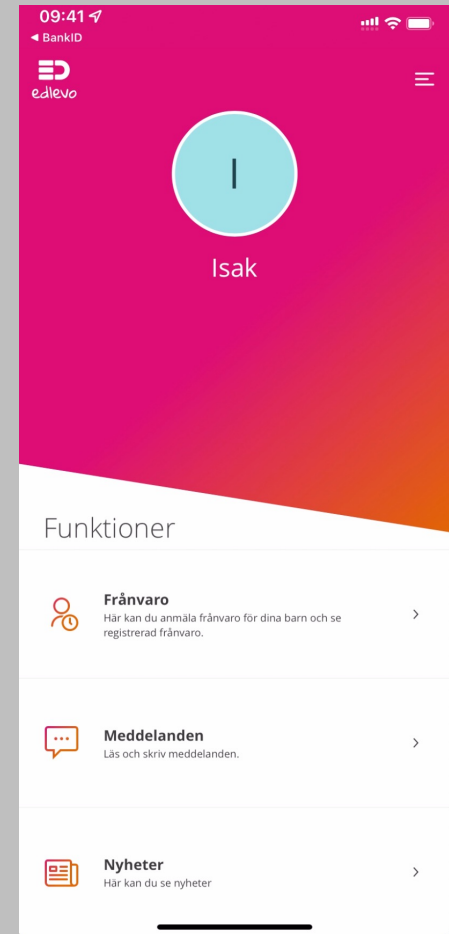 09:41
◀ BankID
edlevo
I
Isak
Funktioner
Frånvaro
Här kan du anmäla frånvaro för dina barn och se
registrerad frånvaro.
Meddelanden
Läs och skriv meddelanden.
Nyheter
Här kan du se nyheter